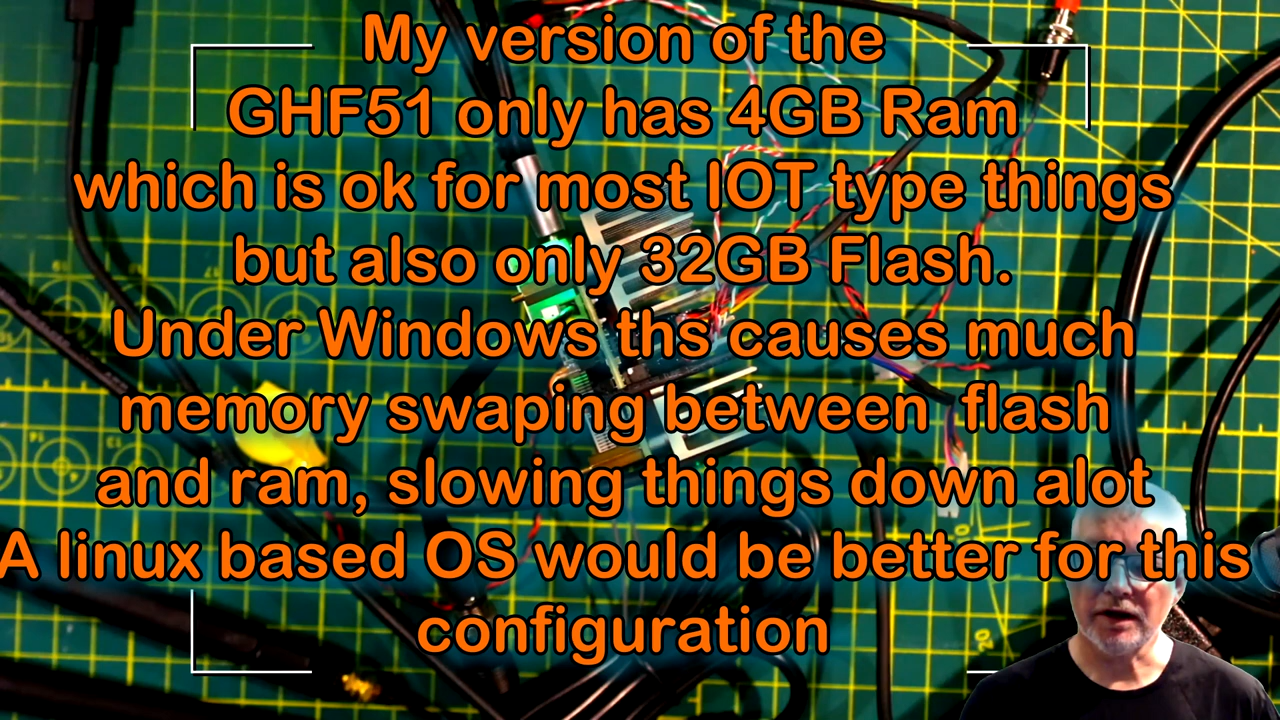 My version of the
GHF51 only has 4GB Ram
which is ok for most IOT type things
but also only 32GB Flash.
Under Windows ths causes much
memory swaping between  flash
and ram, slowing things down alot
A linux based OS would be better for this
configuration
20